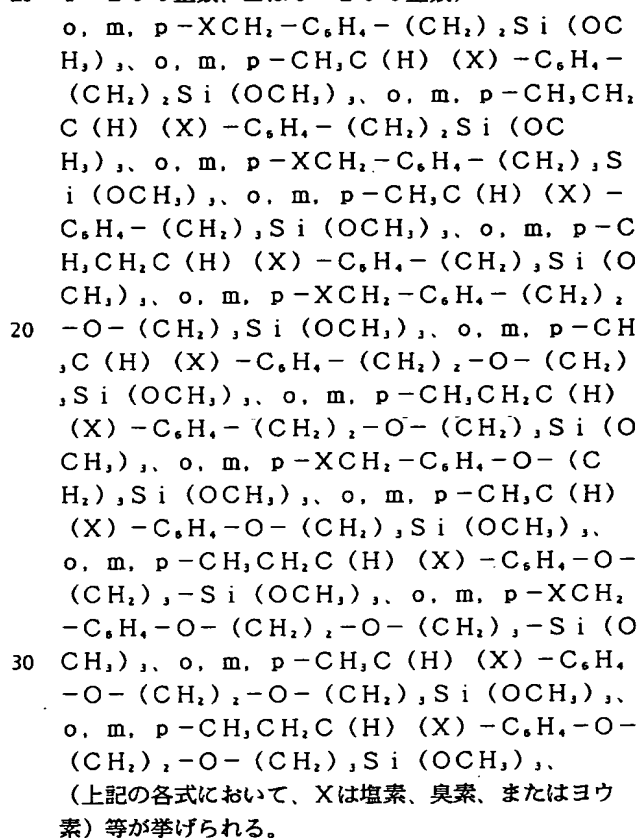 o, m, p－XCH₂－C₆H₄－（CH₂）₂Si（OC
H₃）₃、o, m, p－CH₃C（H）（X）－C₆H₄－
（CH₂）₂Si（OCH₃）₃、o, m, p－CH₃CH₂
C（H）（X）－C₆H₄－（CH₂）₂Si（OC
H₃）₃、o, m, p－XCH₂－C₆H₄－（CH₂）₃S
i（OCH₃）₃、o, m, p－CH₃C（H）（X）－
C₆H₄－（CH₂）₃Si（OCH₃）₃、o, m, p－C
H₃CH₂C（H）（X）－C₆H₄－（CH₂）₃Si（O
CH₃）₃、o, m, p－XCH₂－C₆H₄－（CH₂）₂
20 －O－（CH₂）₃Si（OCH₃）₃、o, m, p－CH
₃C（H）（X）－C₆H₄－（CH₂）₂－O－（CH₂）
₃Si（OCH₃）₃、o, m, p－CH₃CH₂C（H）
（X）－C₆H₄－（CH₂）₂－O－（CH₂）₃Si（O
CH₃）₃、o, m, p－XCH₂－C₆H₄－O－（C
H₂）₃Si（OCH₃）₃、o, m, p－CH₃C（H）
（X）－C₆H₄－O－（CH₂）₃Si（OCH₃）₃、
o, m, p－CH₃CH₂C（H）（X）－C₆H₄－O－
（CH₂）₃－Si（OCH₃）₃、o, m, p－XCH₂
－C₆H₄－O－（CH₂）₂－O－（CH₂）₃－Si（O
30 CH₃）₃、o, m, p－CH₃C（H）（X）－C₆H₄
－O－（CH₂）₂－O－（CH₂）₃Si（OCH₃）₃、
o, m, p－CH₃CH₂C（H）（X）－C₆H₄－O－
（CH₂）₂－O－（CH₂）₃Si（OCH₃）₃、
（上記の各式において、Xは塩素、臭素、またはヨウ
素）等が挙げられる。